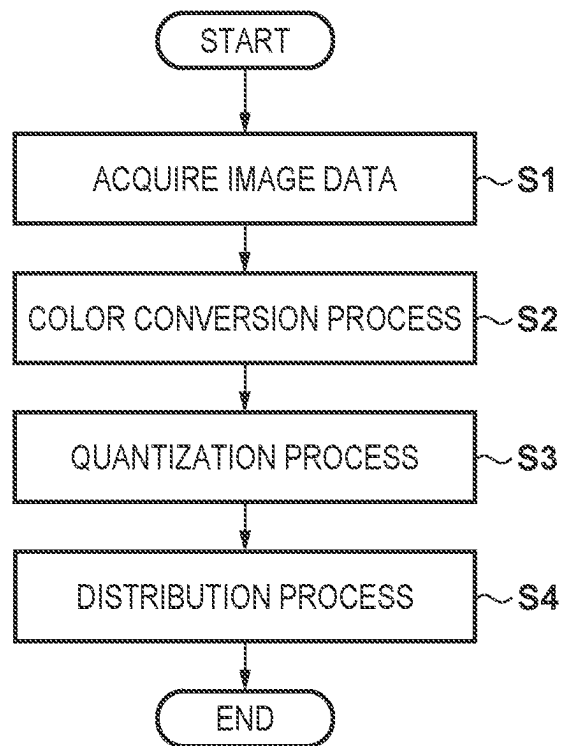 START
ACQUIRE IMAGE DATA S1
COLOR CONVERSION PROCESS S2
QUANTIZATION PROCESS S3
DISTRIBUTION PROCESS S4
END